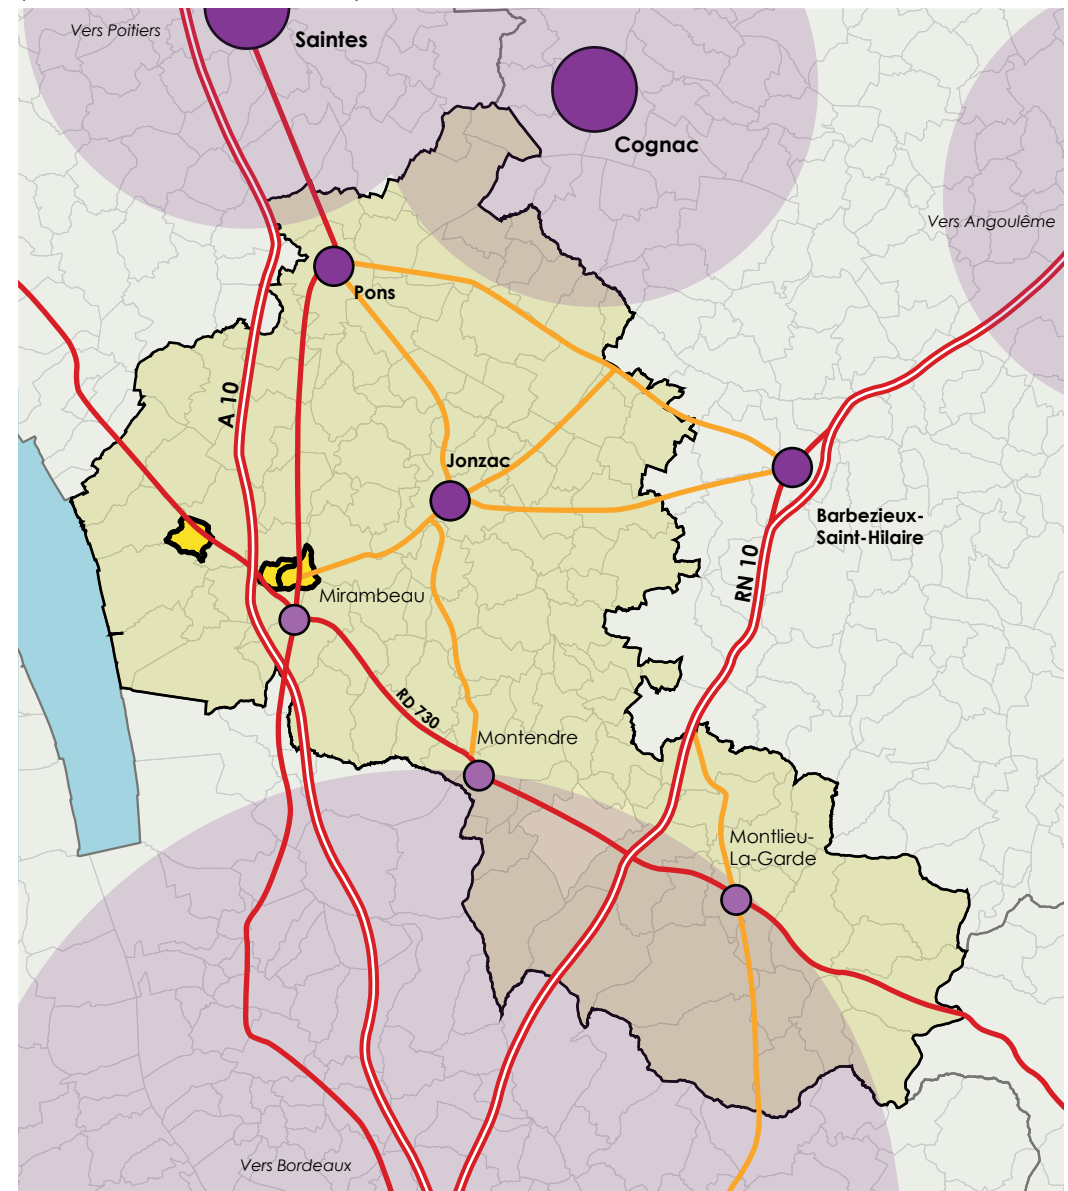 Vers Poitiers
Saintes
Cognac
Vers Angoulême
Pons
A 10
Jonzac
Barbezieux-
Saint-Hilaire
RN 10
Mirambeau
RD 730
Montendre
Montlieu-
La-Garde
Vers Bordeaux